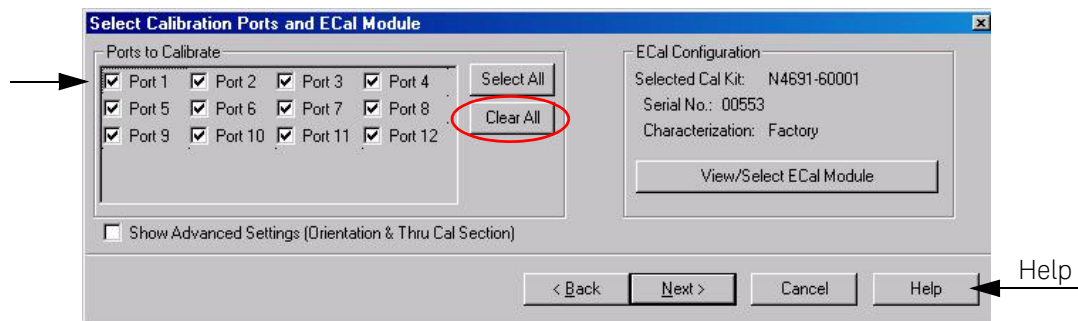 Select Calibration Ports and ECal Module
Ports to Calibrate
Port 1 Port 2 Port 3 Port 4
Port 5 Port 6 Port 7 Port 8
Port 9 Port 10 Port 11 Port 12
Select All
Clear All
Show Advanced Settings (Orientation & Thru Cal Section)
ECal Configuration
Selected Cal Kit: N4691-60001
Serial No.: 00553
Characterization: Factory
View/Select ECal Module
< Back Next > Cancel Help
Help